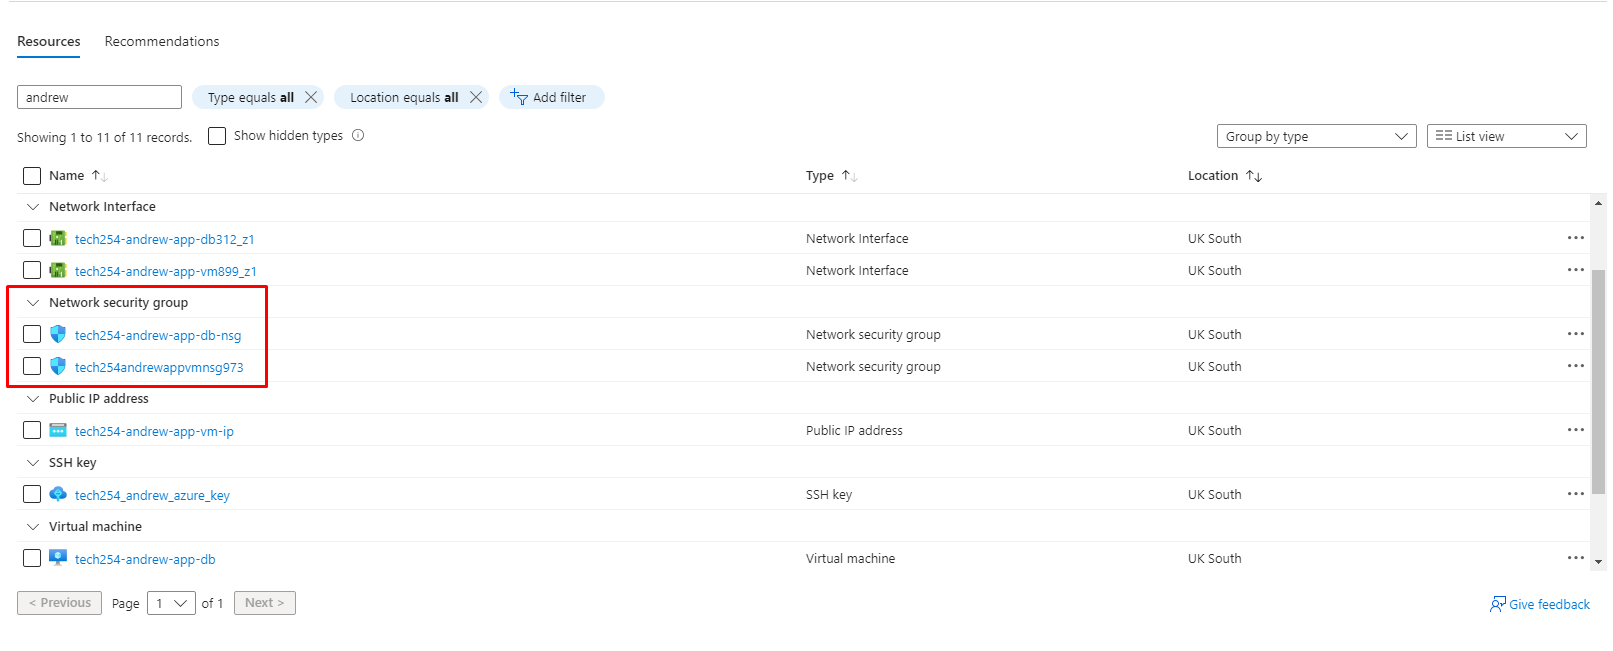 Resources Recommendations
andrew Type equals all Location equals all Add filter
Showing 1 to 11 of 11 records. Show hidden types Group by type List view
Name Type Location
Network Interface
tech254-andrew-app-db312_z1 Network Interface UK South
tech254-andrew-app-vm899_z1 Network Interface UK South
Network security group
tech254-andrew-app-db-nsg Network security group UK South
tech254andrewappvmnsg973 Network security group UK South
Public IP address
tech254-andrew-app-vm-ip Public IP address UK South
SSH key
tech254_andrew_azure_key SSH key UK South
Virtual machine
tech254-andrew-app-db Virtual machine UK South
< Previous Page 1 of 1 Next > Give feedback